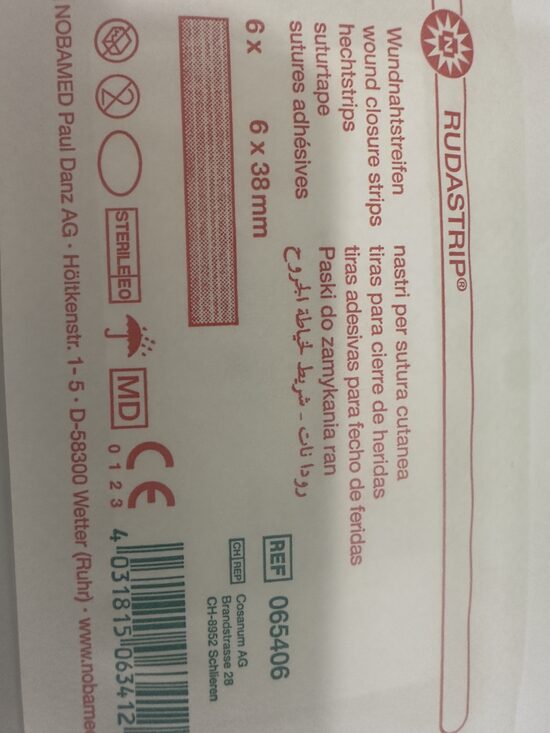 N
RUDASTRIP®
Wundnahtstreifen
wound closure strips
hechtstrips
suturtape
sutures adhésives
nastri per sutura cutanea
tiras para cierre de heridas
tiras adesivas para fecho de feridas
Paski do zamykania ran
رودا نات - شريط لخياطة الجروح
6 x 6 x 38 mm
REF 065406
CH REP Cosanum AG
Brandstrasse 28
CH-8952 Schlieren
2 STERILE EO MD CE
0123
4 031815 063412
NOBAMED Paul Danz AG · Höltkenstr. 1-5 · D-58300 Wetter (Ruhr) · www.nobame